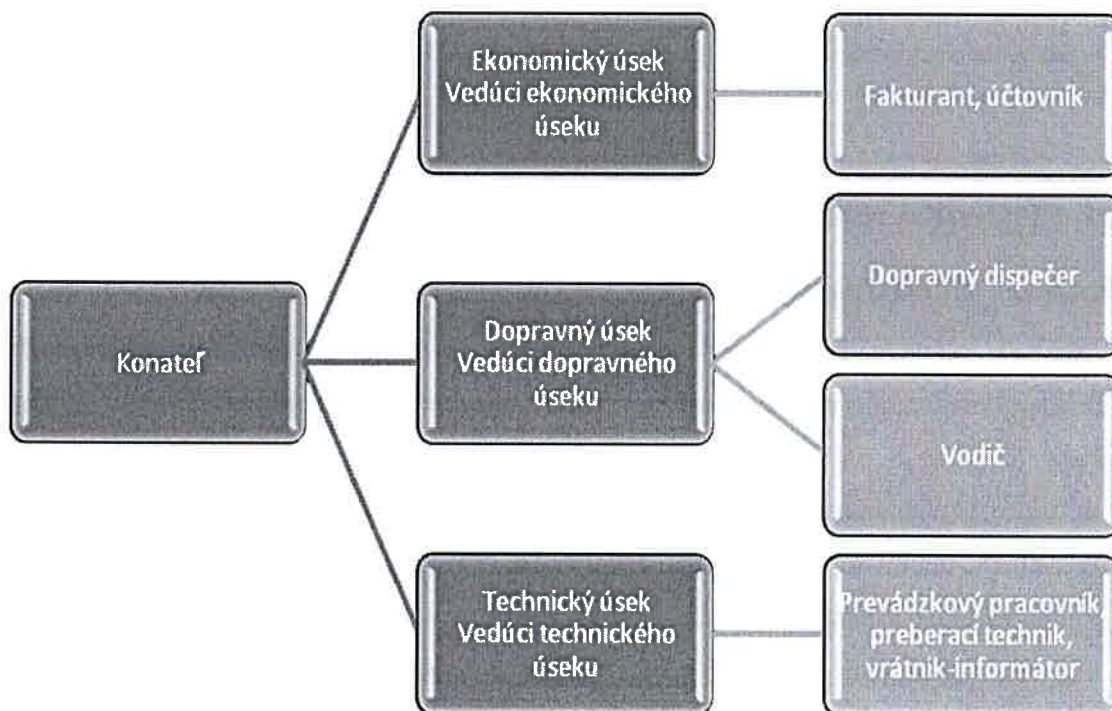 Ekonomický úsek
Vedúci ekonomického
úseku
Fakturant, účtovník
Dopravný dispečer
Konateľ
Dopravný úsek
Vedúci dopravného
úseku
Vodič
Technický úsek
Vedúci technického
úseku
Prevádzkový pracovník,
preberací technik,
vrátnik-informátor